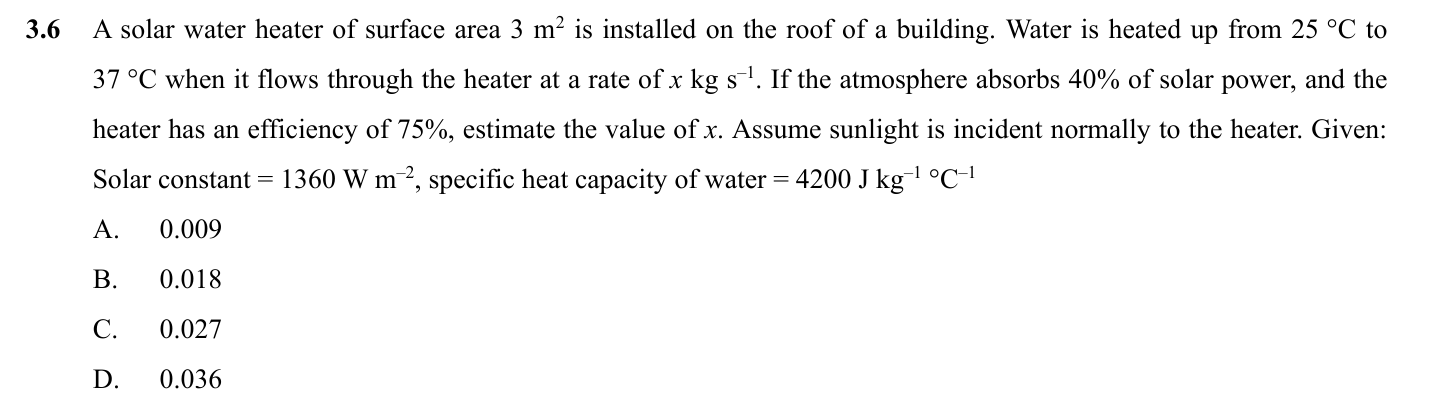 3.6 A solar water heater of surface area 3 m² is installed on the roof of a building. Water is heated up from 25 °C to
37 °C when it flows through the heater at a rate of x kg s⁻¹. If the atmosphere absorbs 40% of solar power, and the
heater has an efficiency of 75%, estimate the value of x. Assume sunlight is incident normally to the heater. Given:
Solar constant = 1360 W m⁻², specific heat capacity of water = 4200 J kg⁻¹ °C⁻¹
A. 0.009
B. 0.018
C. 0.027
D. 0.036